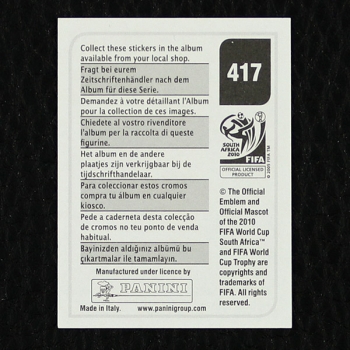 Collect these stickers in the album
available from your local shop.
Fragt bei eurem
Zeitschriftenhändler nach dem
Album für diese Serie.
Demandez à votre détaillant l'Album
pour la collection de ces images.
Chiedete al vostro rivenditore
l'album per la raccolta di queste
figurine.
Het album en de andere
plaatjes zijn verkrijgbaar bij de
tijdschrifthandelaar.
Para coleccionar estos cromos
compra tu álbum en cualquier
kiosco.
Pede a caderneta desta colecção
de cromos no teu ponto de venda
habitual.
Bayinizden aldığınız albümü bu
çıkartmalar ile tamamlayın.
Manufactured under licence by
PANINI
Made in Italy. www.paninigroup.com
417
SOUTH AFRICA
2010
FIFA
OFFICIAL LICENSED
PRODUCT
© 2009 FIFA TM
© The Official
Emblem and
Official Mascot
of the 2010
FIFA World Cup
South Africa™
and FIFA World
Cup Trophy are
copyrights and
trademarks of
FIFA. All rights
reserved.